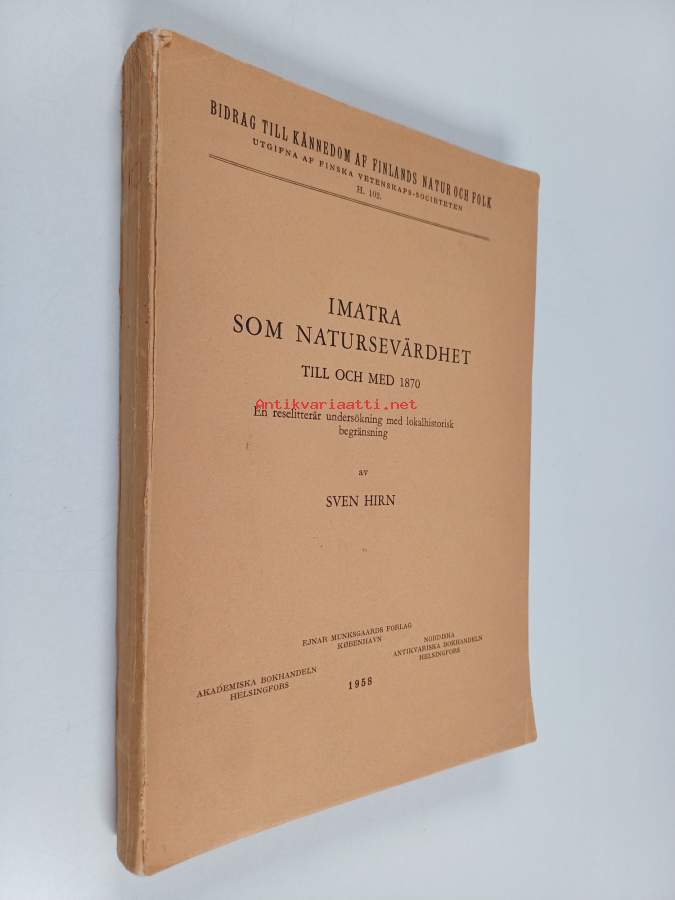 BIDRAG TILL KÄNNEDOM AF FINLANDS NATUR OCH FOLK
UTGIFNA AF FINSKA VETENSKAPS-SOCIETETEN
H. 102.
IMATRA
SOM NATURSEVÄRDHET
TILL OCH MED 1870
Antikvariaatti.net
En reselitterär undersökning med lokalhistorisk
begränsning
av
SVEN HIRN
EJNAR MUNKSGAARDS FORLAG
KØBENHAVN
NORDISKA
ANTIKVARISKA BOKHANDELN
HELSINGFORS
AKADEMISKA BOKHANDELN
HELSINGFORS
1958